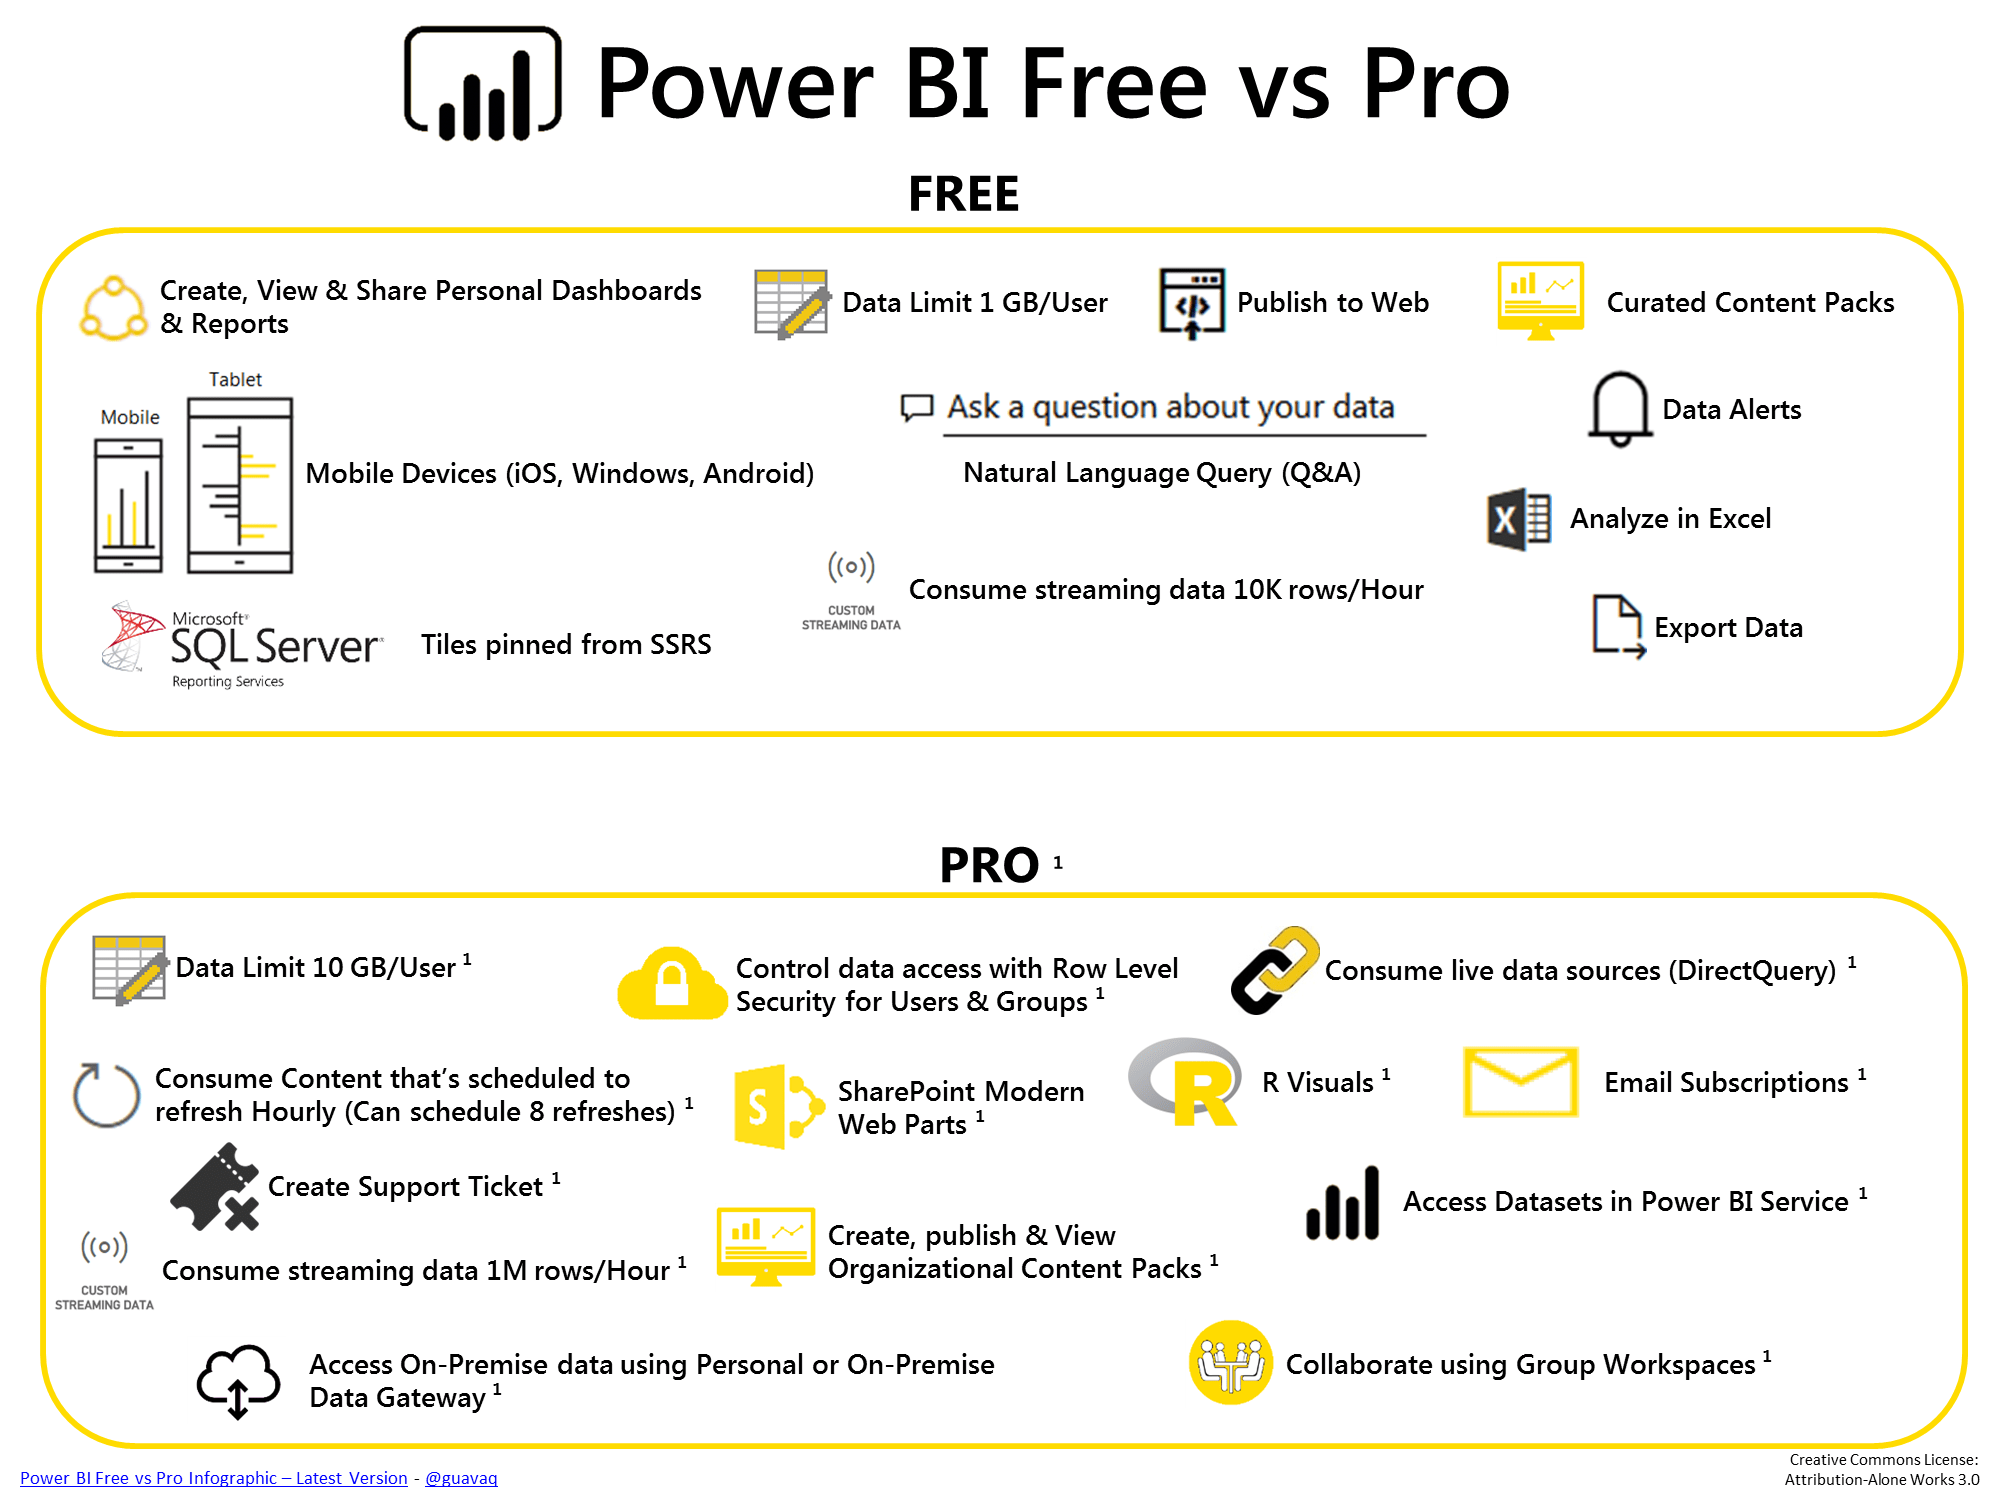 Power BI Free vs Pro
FREE
Create, View & Share Personal Dashboards
& Reports
Data Limit 1 GB/User
Publish to Web
Curated Content Packs
Tablet
Mobile
Mobile Devices (iOS, Windows, Android)
Ask a question about your data
Natural Language Query (Q&A)
Data Alerts
X
Analyze in Excel
CUSTOM
STREAMING DATA
Consume streaming data 10K rows/Hour
Export Data
Microsoft®
SQL Server®
Reporting Services
Tiles pinned from SSRS
PRO 1
Data Limit 10 GB/User 1
Control data access with Row Level
Security for Users & Groups 1
Consume live data sources (DirectQuery) 1
Consume Content that's scheduled to
refresh Hourly (Can schedule 8 refreshes) 1
S
SharePoint Modern
Web Parts 1
R
R Visuals 1
Email Subscriptions 1
Create Support Ticket 1
Access Datasets in Power BI Service 1
CUSTOM
STREAMING DATA
Consume streaming data 1M rows/Hour 1
Create, publish & View
Organizational Content Packs 1
Access On-Premise data using Personal or On-Premise
Data Gateway 1
Collaborate using Group Workspaces 1
Power BI Free vs Pro Infographic – Latest Version - @guavaq
Creative Commons License:
Attribution-Alone Works 3.0